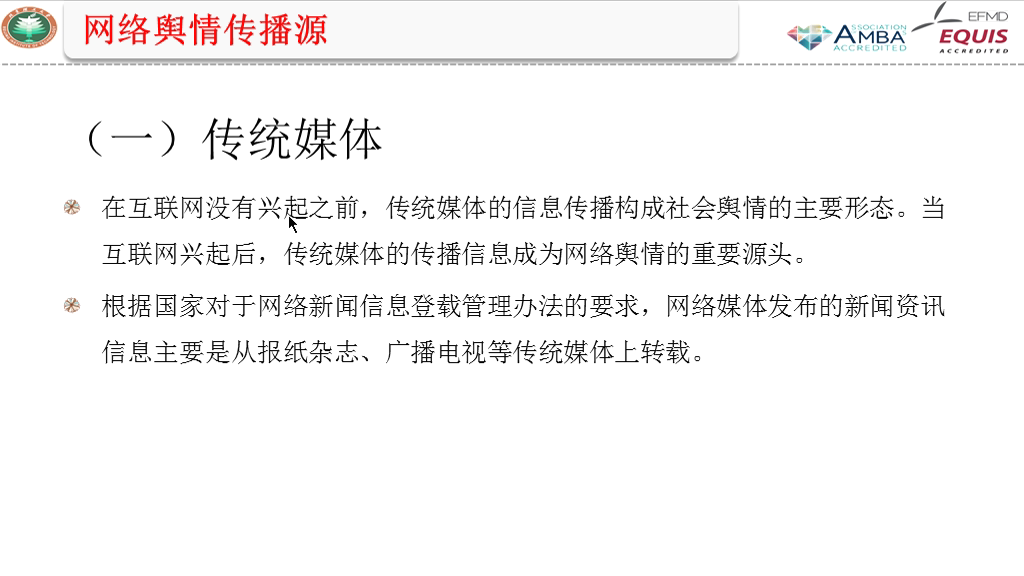 网络舆情传播源
ASSOCIATION
AMBA
ACCREDITED
EFMD
EQUIS
ACCREDITED
（一）传统媒体
在互联网没有兴起之前，传统媒体的信息传播构成社会舆情的主要形态。当
互联网兴起后，传统媒体的传播信息成为网络舆情的重要源头。
根据国家对于网络新闻信息登载管理办法的要求，网络媒体发布的新闻资讯
信息主要是从报纸杂志、广播电视等传统媒体上转载。